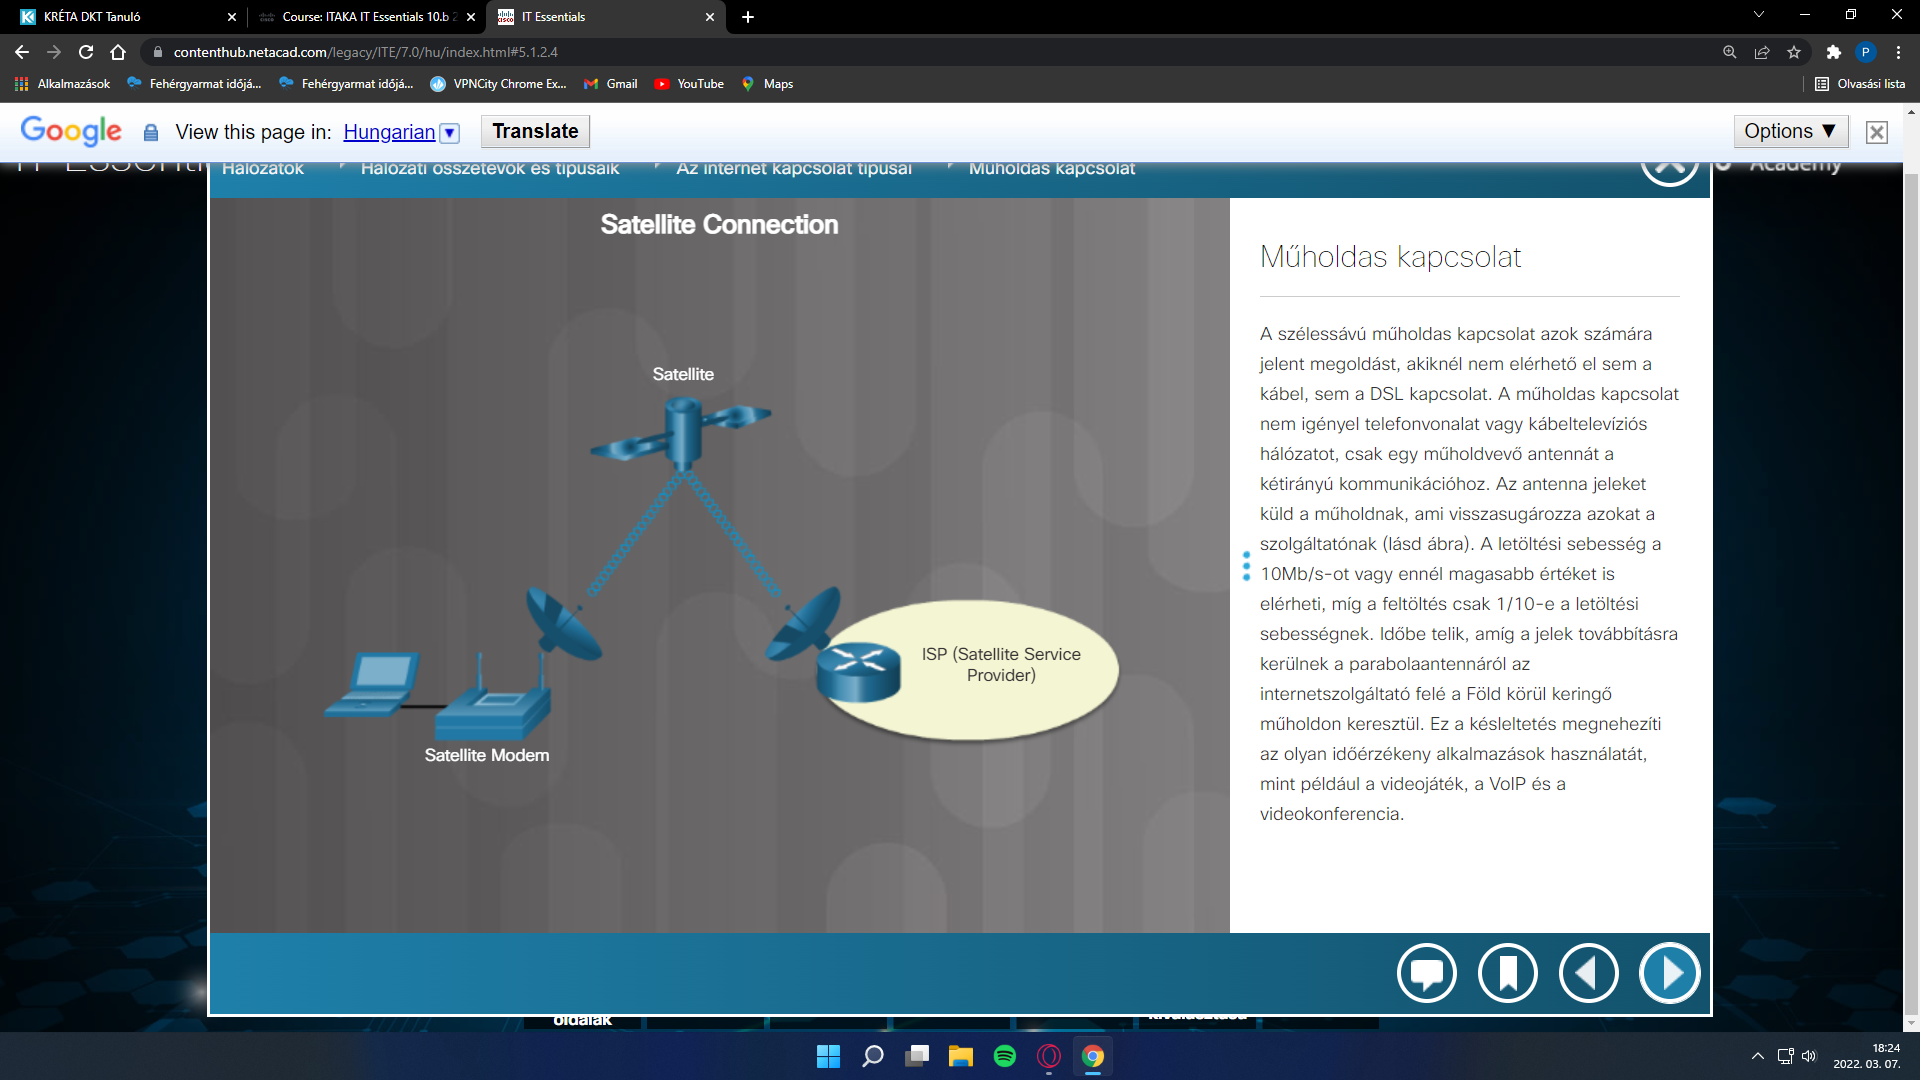 KRÉTA DKT Tanuló
Course: ITAKA IT Essentials 10.b 2
IT Essentials
contenthub.netacad.com/legacy/ITE/7.0/hu/index.html#5.1.2.4
P
Alkalmazások
Fehérgyarmat időjá...
Fehérgyarmat időjá...
VPNCity Chrome Ex...
Gmail
YouTube
Maps
Olvasási lista
Google
View this page in: Hungarian
Translate
Options ▼
Hálózatok
Hálózati összetevők és típusaik
Az internet kapcsolat típusai
Műholdas kapcsolat
Academy
Satellite Connection
Satellite
ISP (Satellite Service
Provider)
Satellite Modem
Műholdas kapcsolat
A szélessávú műholdas kapcsolat azok számára
jelent megoldást, akiknél nem elérhető el sem a
kábel, sem a DSL kapcsolat. A műholdas kapcsolat
nem igényel telefonvonalat vagy kábeltelevíziós
hálózatot, csak egy műholdvevő antennát a
kétirányú kommunikációhoz. Az antenna jeleket
küld a műholdnak, ami visszasugározza azokat a
szolgáltatónak (lásd ábra). A letöltési sebesség a
10Mb/s-ot vagy ennél magasabb értéket is
elérheti, míg a feltöltés csak 1/10-e a letöltési
sebességnek. Időbe telik, amíg a jelek továbbításra
kerülnek a parabolaantennáról az
internetszolgáltató felé a Föld körül keringő
műholdon keresztül. Ez a késleltetés megnehezíti
az olyan időérzékeny alkalmazások használatát,
mint például a videojáték, a VoIP és a
videokonferencia.
oldalak
18:24
2022. 03. 07.